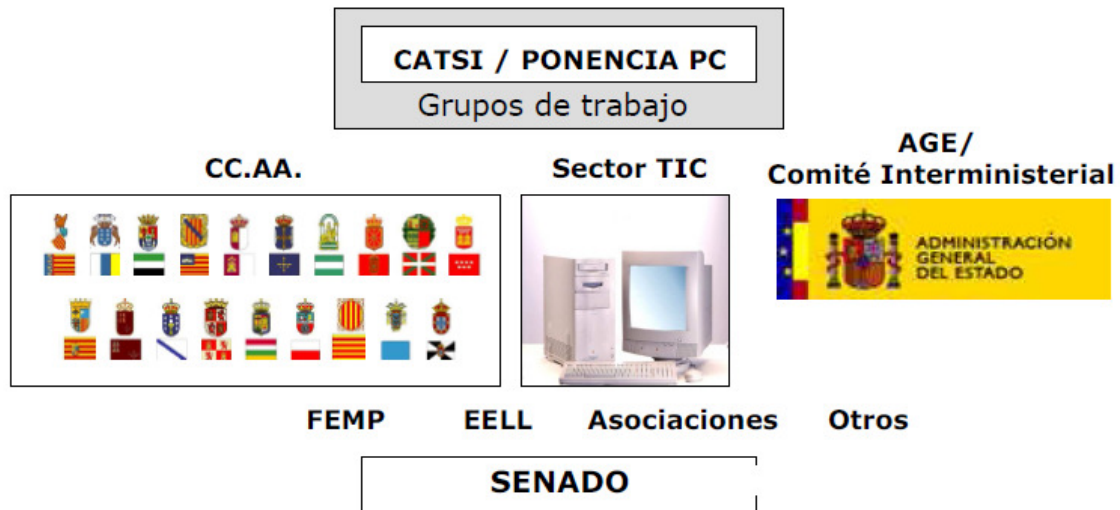 CATSI / PONENCIA PC
Grupos de trabajo
CC.AA.
Sector TIC
AGE/
Comité Interministerial
ADMINISTRACIÓN
GENERAL
DEL ESTADO
FEMP EELL Asociaciones Otros
SENADO